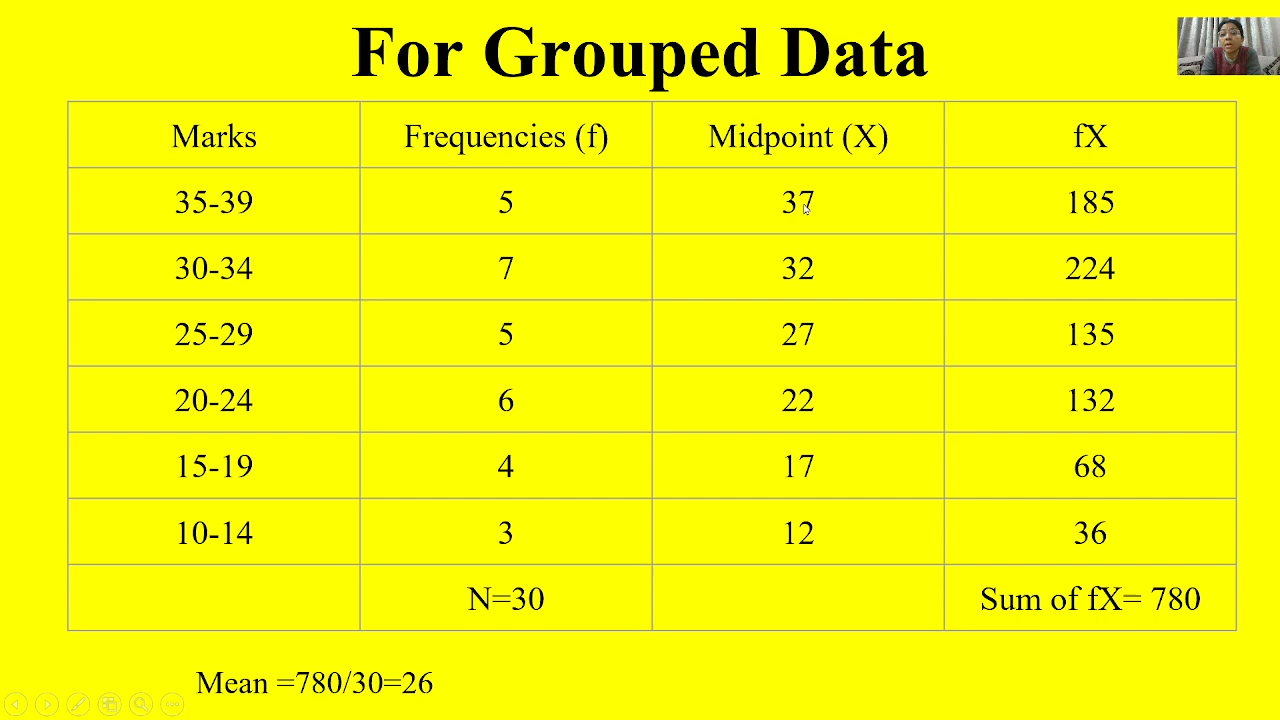 For Grouped Data
Marks Frequencies (f) Midpoint (X) fX
35-39 5 37 185
30-34 7 32 224
25-29 5 27 135
20-24 6 22 132
15-19 4 17 68
10-14 3 12 36
N=30 Sum of fX= 780
Mean =780/30=26